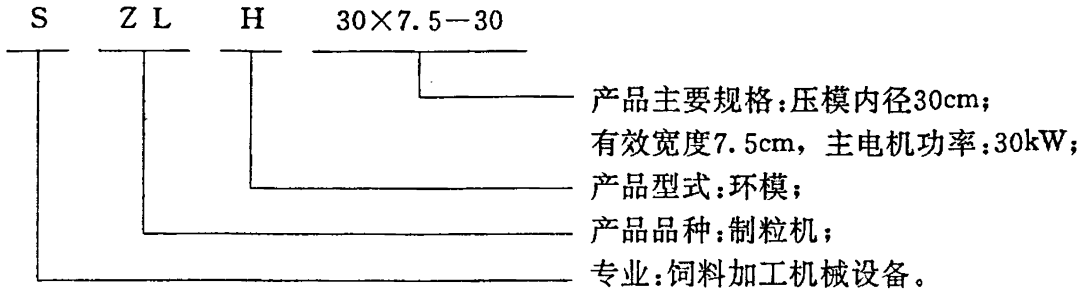 S ZL H 30×7.5－30
产品主要规格:压模内径30cm;
有效宽度7.5cm，主电机功率:30kW;
产品型式:环模;
产品品种:制粒机;
专业:饲料加工机械设备。